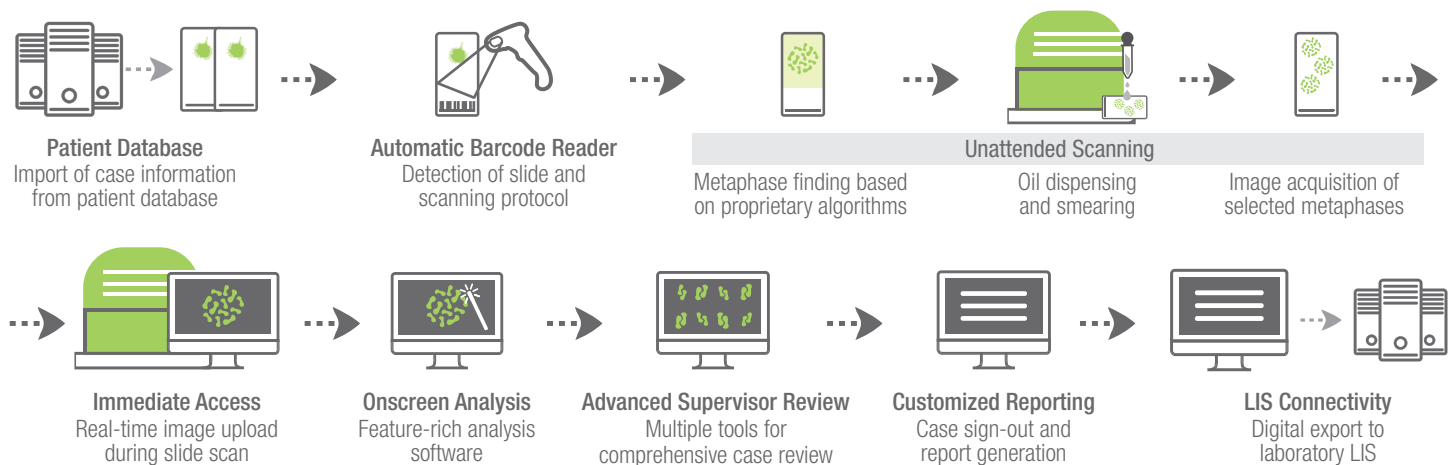 Patient Database
Import of case information
from patient database
Automatic Barcode Reader
Detection of slide and
scanning protocol
Unattended Scanning
Metaphase finding based
on proprietary algorithms
Oil dispensing
and smearing
Image acquisition of
selected metaphases
Immediate Access
Real-time image upload
during slide scan
Onscreen Analysis
Feature-rich analysis
software
Advanced Supervisor Review
Multiple tools for
comprehensive case review
Customized Reporting
Case sign-out and
report generation
LIS Connectivity
Digital export to
laboratory LIS